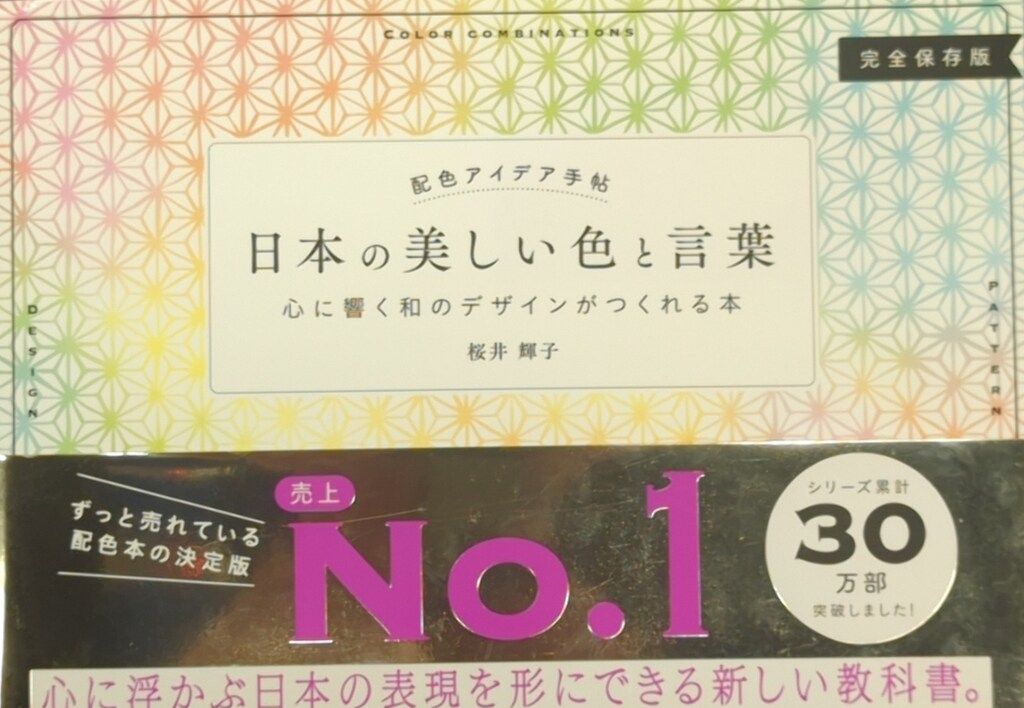 COLOR COMBINATIONS
完全保存版
配色アイデア手帖
日本の美しい色と言葉
心に響く和のデザインがつくれる本
桜井 輝子
DESIGN
PATTERN
ずっと売れている
配色本の決定版
売上
No.1
シリーズ累計
30
万部
突破しました!
心に浮かぶ日本の表現を形にできる新しい教科書。